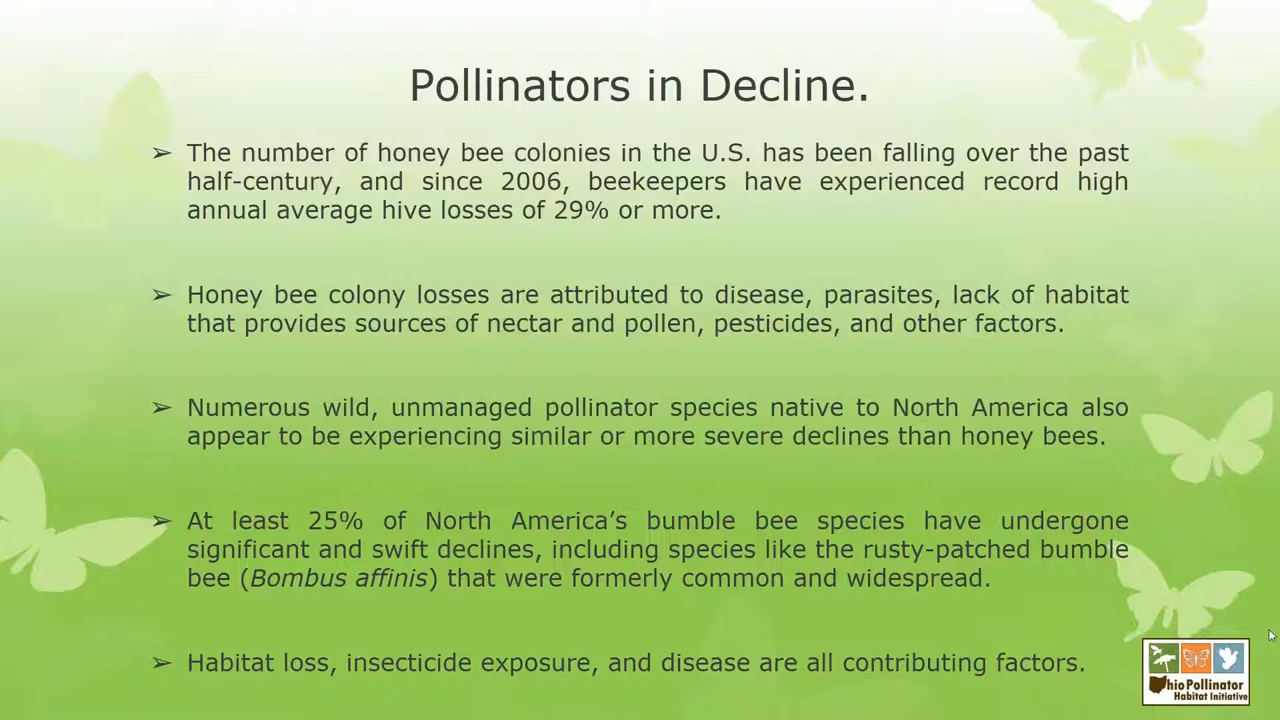 Pollinators in Decline.
➢ The number of honey bee colonies in the U.S. has been falling over the past
half-century, and since 2006, beekeepers have experienced record high
annual average hive losses of 29% or more.
➢ Honey bee colony losses are attributed to disease, parasites, lack of habitat
that provides sources of nectar and pollen, pesticides, and other factors.
➢ Numerous wild, unmanaged pollinator species native to North America also
appear to be experiencing similar or more severe declines than honey bees.
➢ At least 25% of North America’s bumble bee species have undergone
significant and swift declines, including species like the rusty-patched bumble
bee (Bombus affinis) that were formerly common and widespread.
➢ Habitat loss, insecticide exposure, and disease are all contributing factors.
Ohio Pollinator
Habitat Initiative